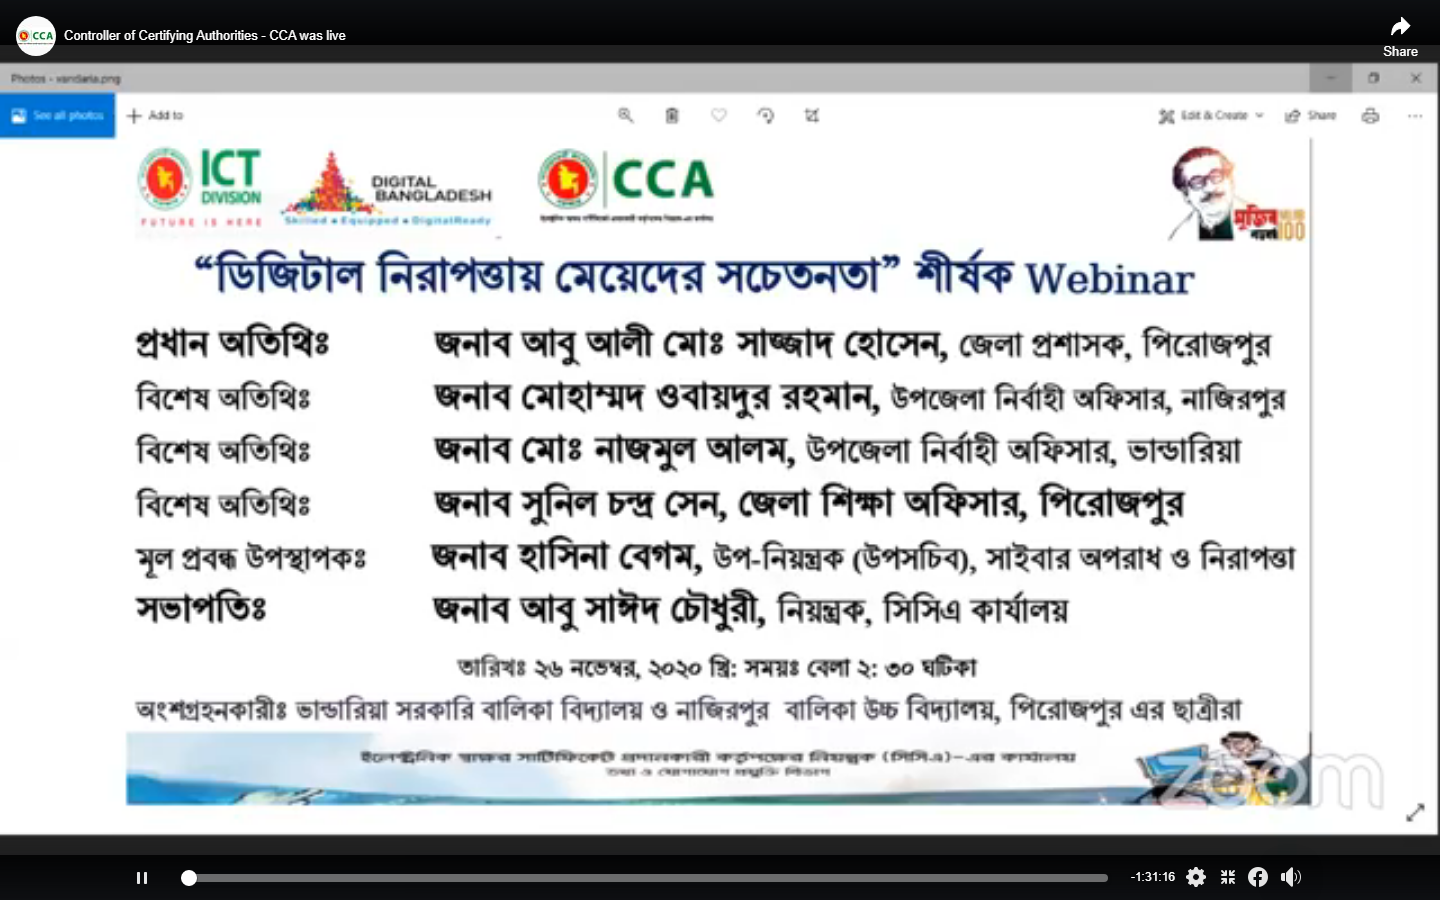 CCA Controller of Certifying Authorities - CCA was live
Share
Photos - vandaria.png
See all photos Add to Edit & Create Share
ICT DIVISION
FUTURE IS HERE
DIGITAL BANGLADESH
Skilled Equipped DigitalReady
CCA
মুজিব 100
“ডিজিটাল নিরাপত্তায় মেয়েদের সচেতনতা” শীর্ষক Webinar
প্রধান অতিথিঃ জনাব আবু আলী মোঃ সাজ্জাদ হোসেন, জেলা প্রশাসক, পিরোজপুর
বিশেষ অতিথিঃ জনাব মোহাম্মদ ওবায়দুর রহমান, উপজেলা নির্বাহী অফিসার, নাজিরপুর
বিশেষ অতিথিঃ জনাব মোঃ নাজমুল আলম, উপজেলা নির্বাহী অফিসার, ভান্ডারিয়া
বিশেষ অতিথিঃ জনাব সুনিল চন্দ্র সেন, জেলা শিক্ষা অফিসার, পিরোজপুর
মূল প্রবন্ধ উপস্থাপকঃ জনাব হাসিনা বেগম, উপ-নিয়ন্ত্রক (উপসচিব), সাইবার অপরাধ ও নিরাপত্তা
সভাপতিঃ জনাব আবু সাঈদ চৌধুরী, নিয়ন্ত্রক, সিসিএ কার্যালয়
তারিখঃ ২৬ নভেম্বর, ২০২০ খ্রি: সময়ঃ বেলা ২: ৩০ ঘটিকা
অংশগ্রহনকারীঃ ভান্ডারিয়া সরকারি বালিকা বিদ্যালয় ও নাজিরপুর বালিকা উচ্চ বিদ্যালয়, পিরোজপুর এর ছাত্রীরা
ইলেক্ট্রনিক স্বাক্ষর সার্টিফিকেট প্রদানকারী কর্তৃপক্ষের নিয়ন্ত্রক (সিসিএ)-এর কার্যালয়
তথ্য ও যোগাযোগ প্রযুক্তি বিভাগ
zoom
-1:31:16